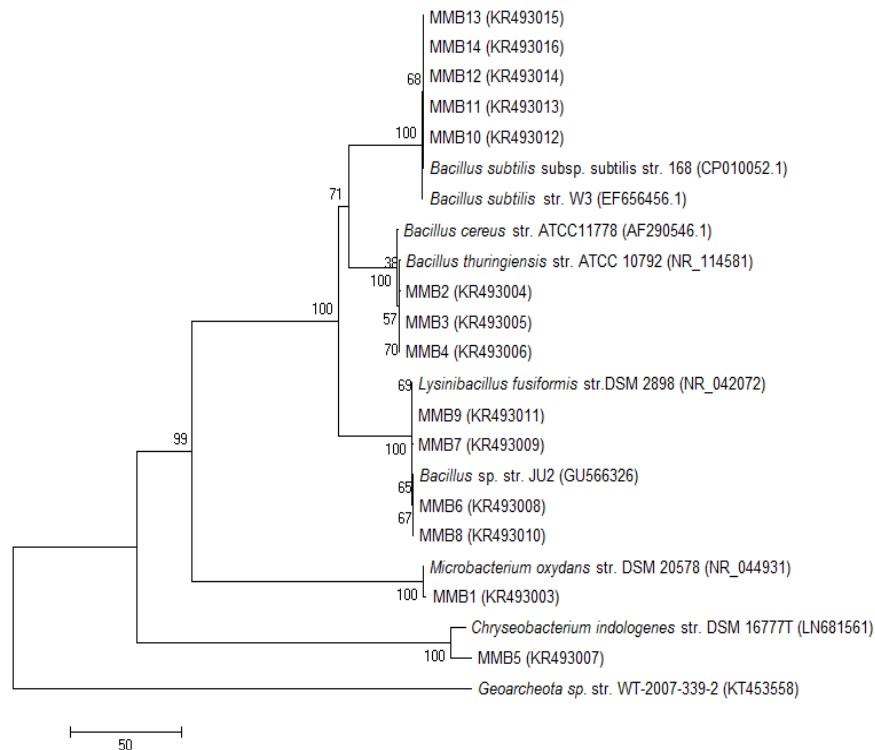 MMB13 (KR493015)
MMB14 (KR493016)
68
MMB12 (KR493014)
MMB11 (KR493013)
100
MMB10 (KR493012)
Bacillus subtilis subsp. subtilis str. 168 (CP010052.1)
71
Bacillus subtilis str. W3 (EF656456.1)
Bacillus cereus str. ATCC11778 (AF290546.1)
38
Bacillus thuringiensis str. ATCC 10792 (NR_114581)
100
MMB2 (KR493004)
100
57
MMB3 (KR493005)
70
MMB4 (KR493006)
69
Lysinibacillus fusiformis str.DSM 2898 (NR_042072)
MMB9 (KR493011)
99
100
MMB7 (KR493009)
Bacillus sp. str. JU2 (GU566326)
65
MMB6 (KR493008)
67
MMB8 (KR493010)
Microbacterium oxydans str. DSM 20578 (NR_044931)
100
MMB1 (KR493003)
Chryseobacterium indologenes str. DSM 16777T (LN681561)
100
MMB5 (KR493007)
Geoarcheota sp. str. WT-2007-339-2 (KT453558)
50